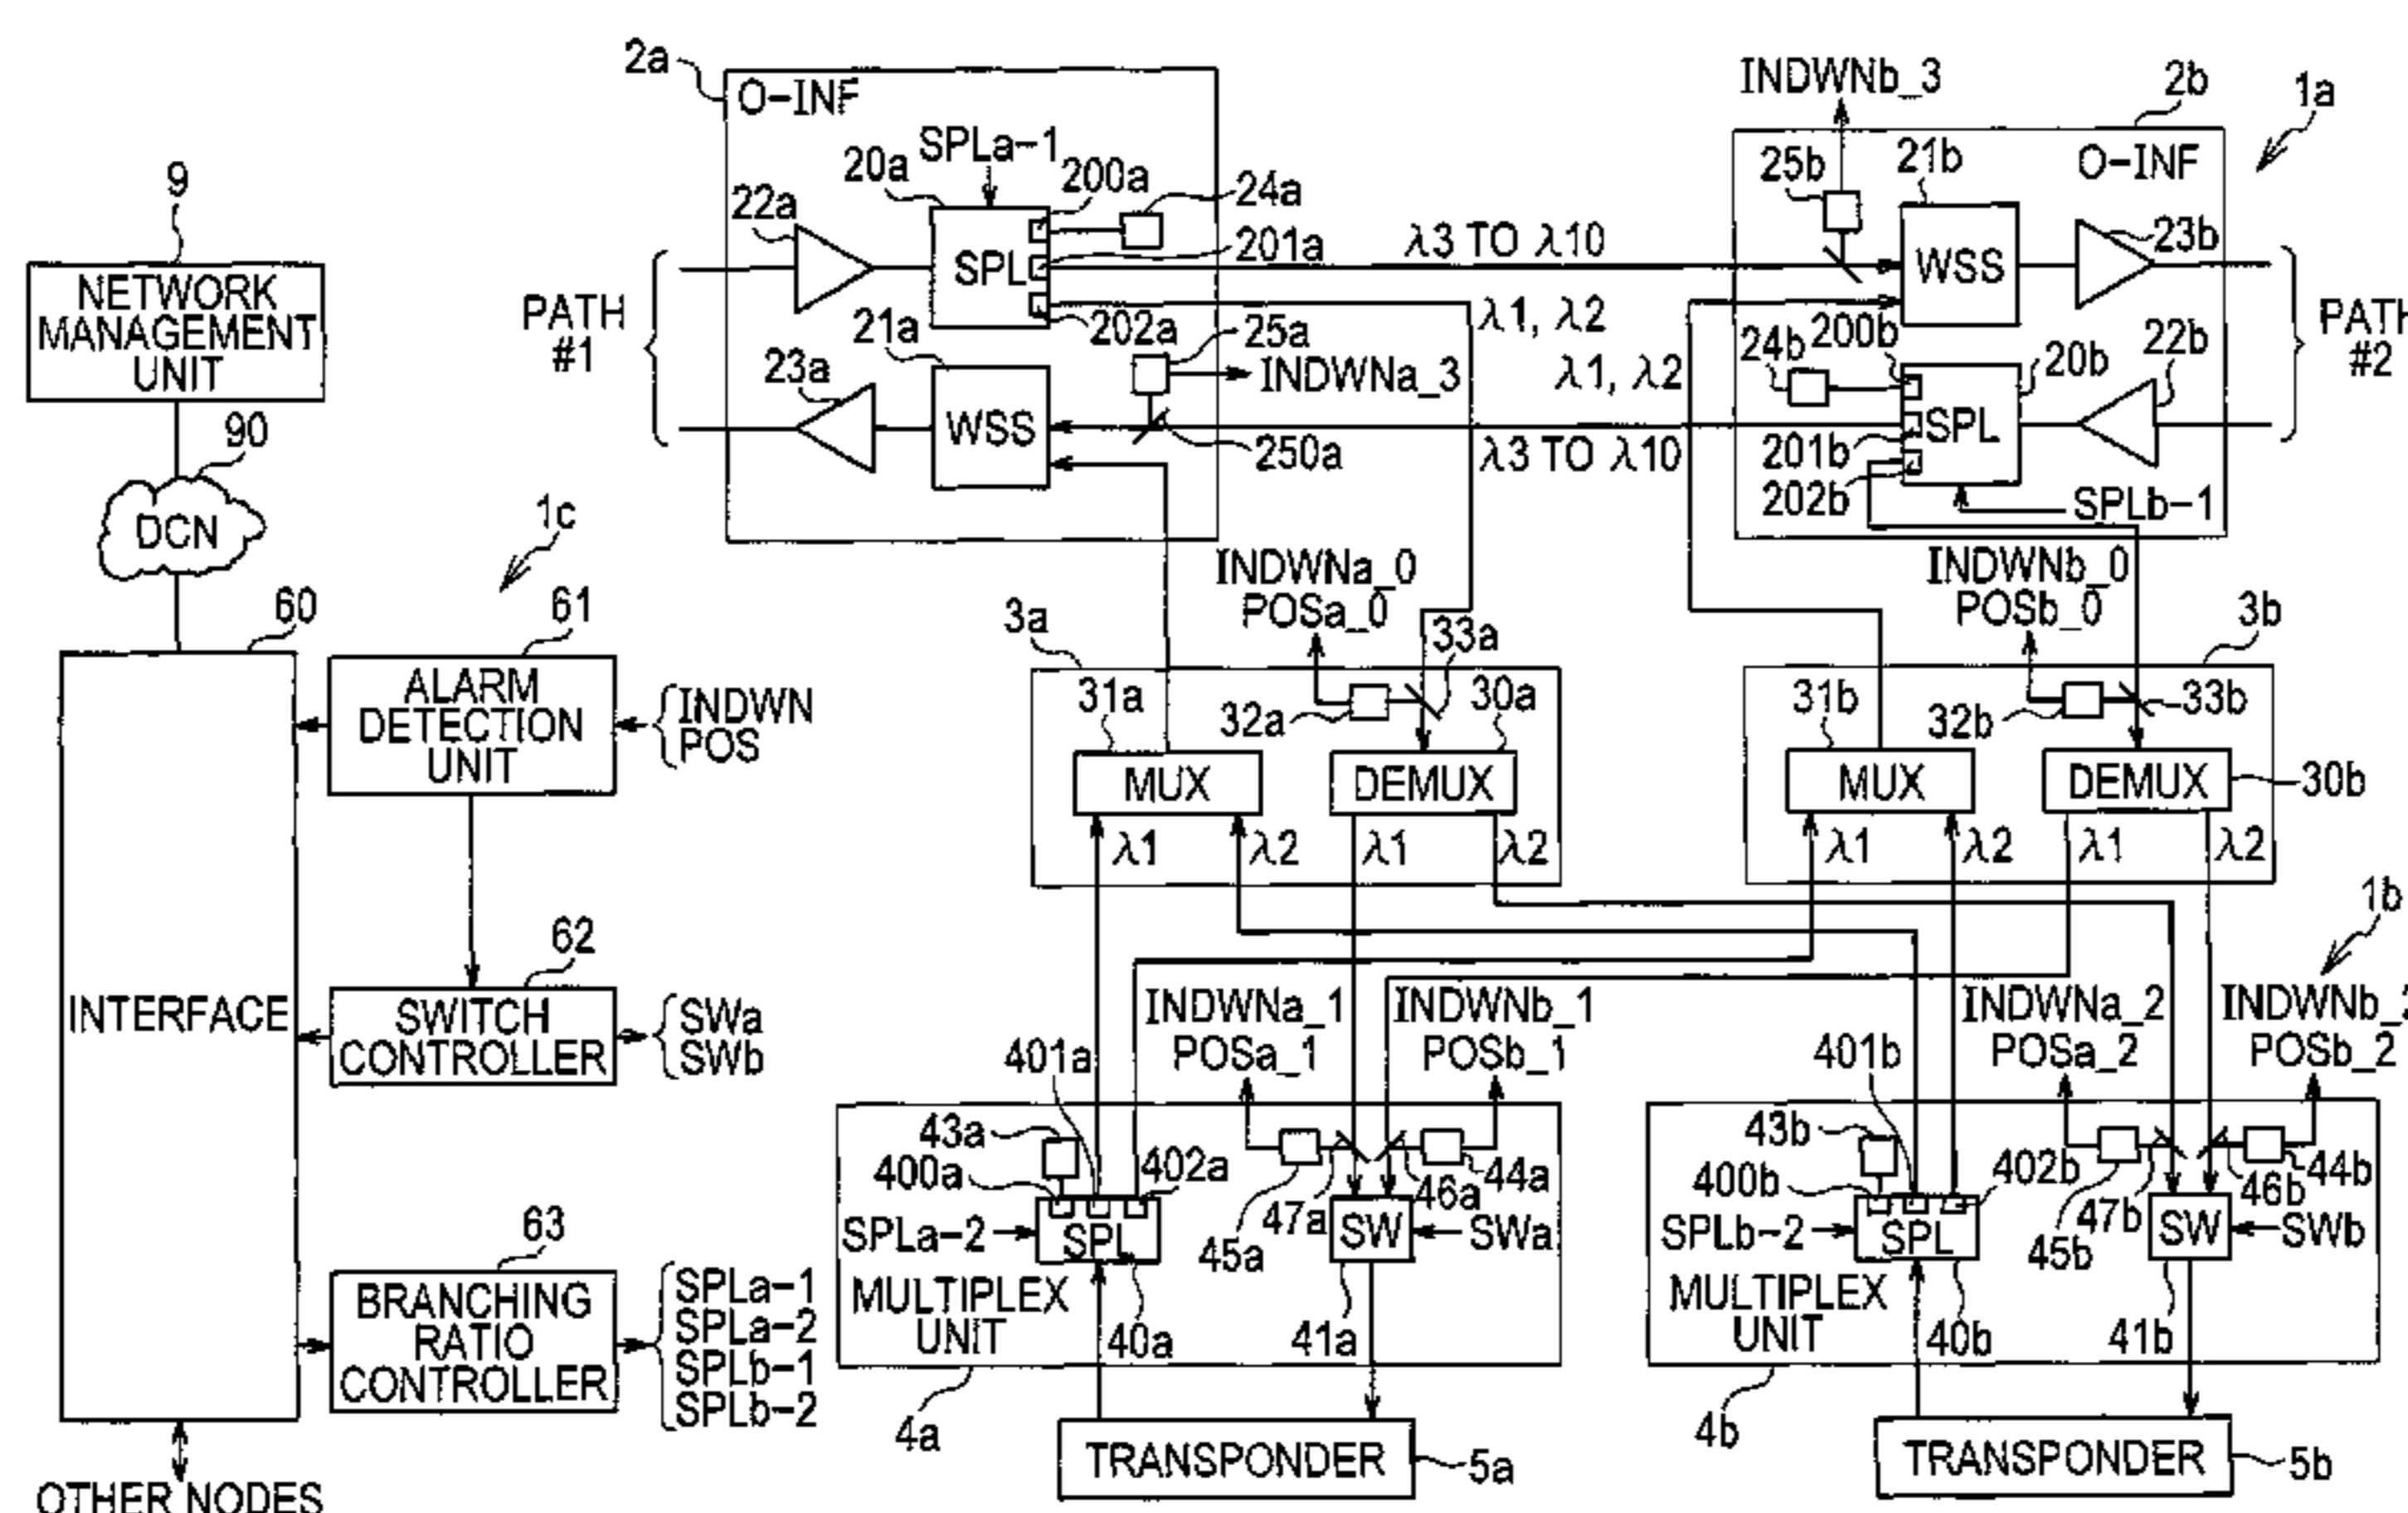 2a
O-INF
SPLa-1
20a
200a
24a
22a
SPL
201a
202a
λ3 TO λ10
λ1, λ2
λ1, λ2
λ3 TO λ10
PATH
#1
21a
25a
23a
INDWNa_3
WSS
250a
INDWNb_3
2b
1a
O-INF
25b
21b
WSS
23b
24b
200b
20b
22b
SPL
201b
202b
SPLb-1
#2
9
NETWORK
MANAGEMENT
UNIT
90
DCN
1c
60
INTERFACE
OTHER NODES
61
ALARM
DETECTION
UNIT
INDWN
POS
62
SWITCH
CONTROLLER
SWa
SWb
63
BRANCHING
RATIO
CONTROLLER
SPLa-1
SPLa-2
SPLb-1
SPLb-2
INDWNa_0
POSa_0
3a
33a
31a
32a
30a
MUX
DEMUX
λ1
λ2
λ1
λ2
INDWNb_0
POSb_0
3b
31b
32b
33b
MUX
DEMUX
30b
λ1
λ2
λ1
λ2
1b
INDWNa_1
POSa_1
INDWNb_1
POSb_1
401a
43a
400a
402a
45a
47a
46a
44a
SPLa-2
SPL
SW
SWa
MULTIPLEX
UNIT
40a
41a
4a
TRANSPONDER
5a
INDWNa_2
POSa_2
POSb_2
401b
43b
400b
402b
45b
47b
46b
44b
SPLb-2
SPL
SW
SWb
MULTIPLEX
UNIT
40b
41b
4b
TRANSPONDER
5b